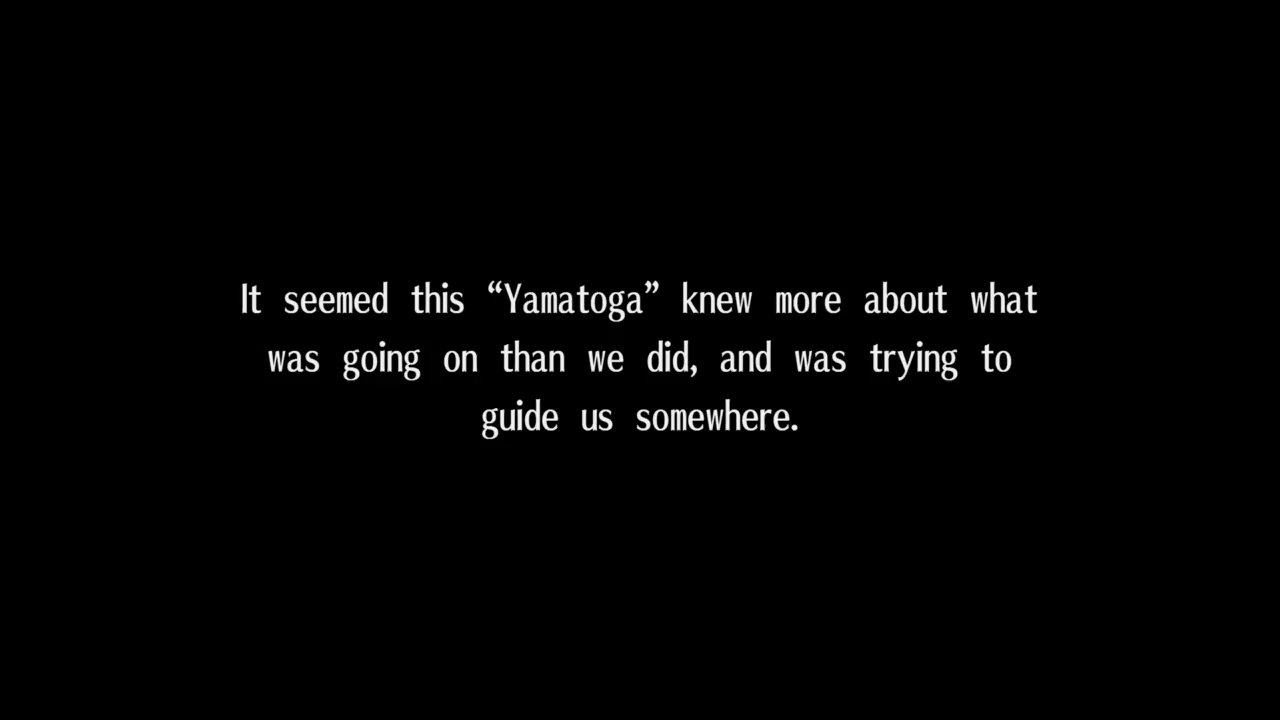 It seemed this “Yamatoga” knew more about what
was going on than we did, and was trying to
guide us somewhere.